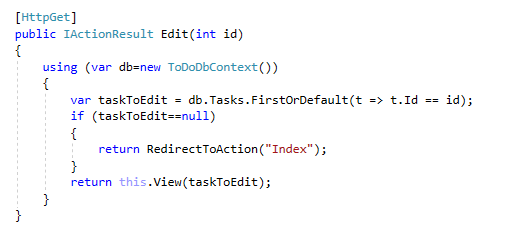 [HttpGet]
public IActionResult Edit(int id)
{
    using (var db=new ToDoDbContext())
    {
        var taskToEdit = db.Tasks.FirstOrDefault(t => t.Id == id);
        if (taskToEdit==null)
        {
            return RedirectToAction("Index");
        }
        return this.View(taskToEdit);
    }
}